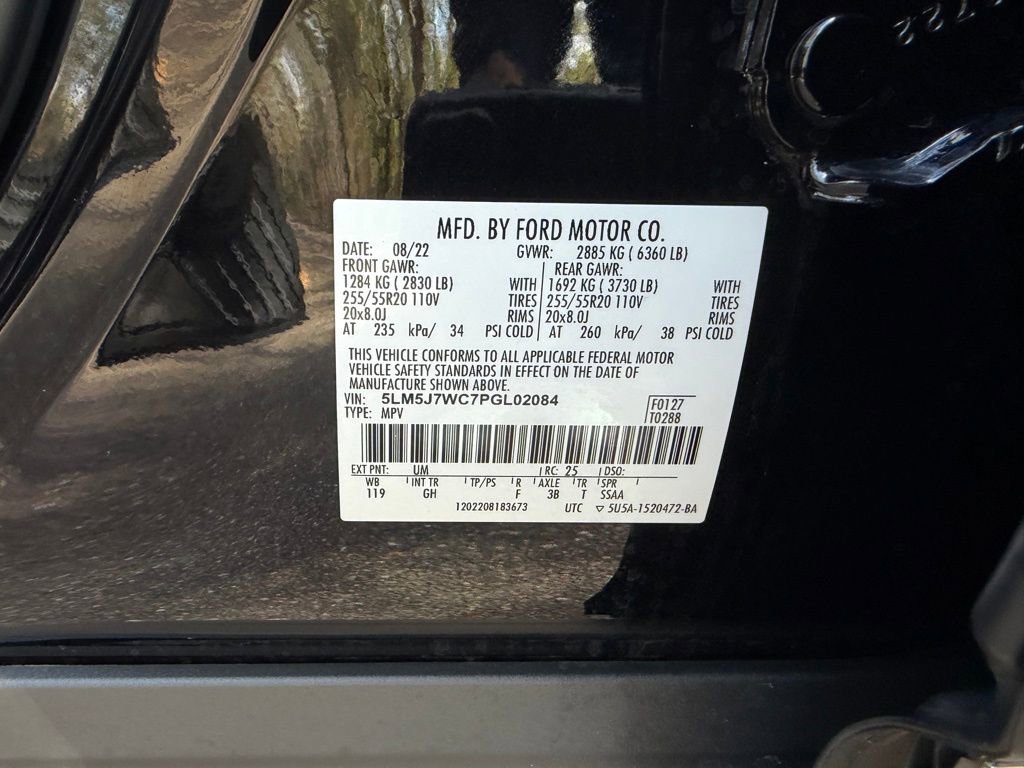 MFD. BY FORD MOTOR CO.
DATE: 08/22 GVWR: 2885 KG ( 6360 LB)
FRONT GAWR: REAR GAWR:
1284 KG ( 2830 LB) WITH 1692 KG ( 3730 LB) WITH
255/55R20 110V TIRES 255/55R20 110V TIRES
20x8.0J RIMS 20x8.0J RIMS
AT 235 kPa/ 34 PSI COLD AT 260 kPa/ 38 PSI COLD
THIS VEHICLE CONFORMS TO ALL APPLICABLE FEDERAL MOTOR
VEHICLE SAFETY STANDARDS IN EFFECT ON THE DATE OF
MANUFACTURE SHOWN ABOVE.
VIN: 5LM5J7WC7PGL02084 F0127
TYPE: MPV T0288
EXT PNT: UM RC: 25 DSO:
WB INT TR TP/PS R AXLE TR SPR
119 GH F 3B T SSAA
1202208183673 UTC ▽ 5U5A-1520472-BA